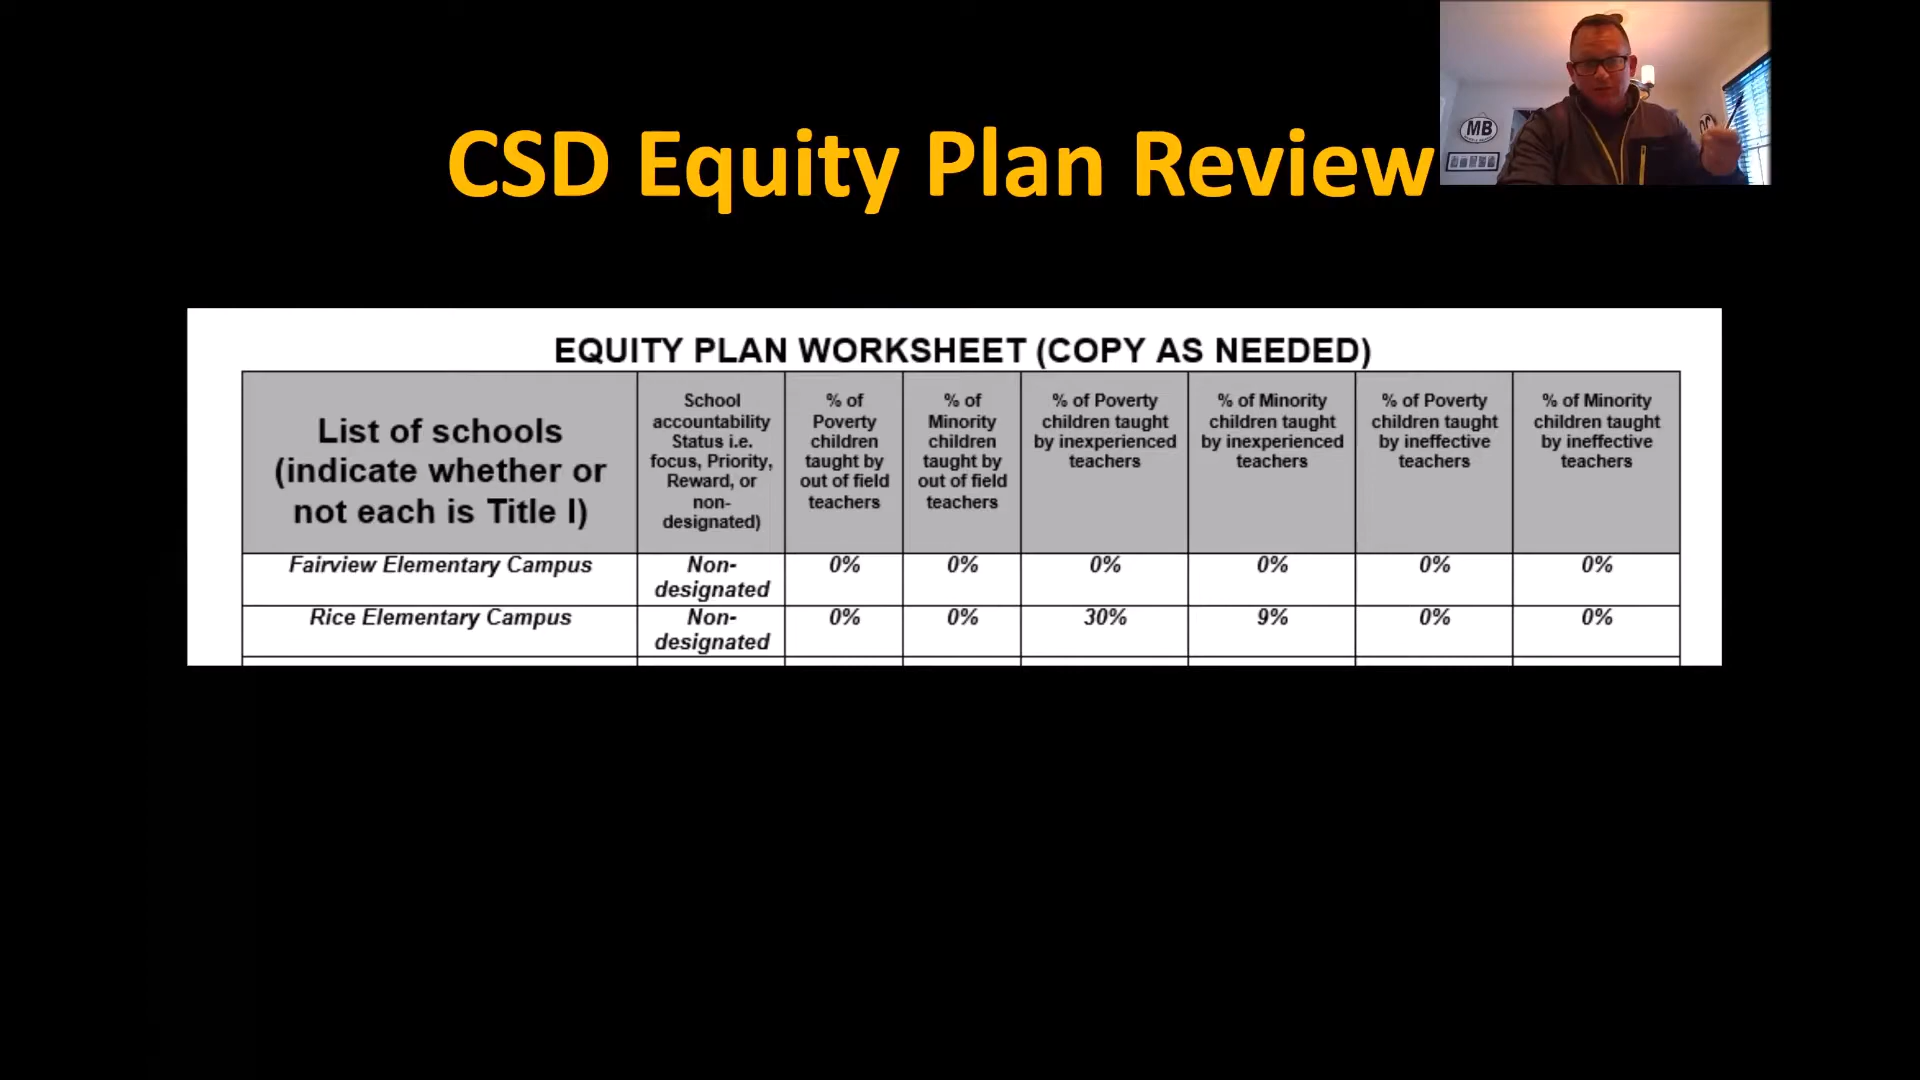 CSD Equity Plan Review
MB
EQUITY PLAN WORKSHEET (COPY AS NEEDED)
List of schools
(indicate whether or
not each is Title I)
School
accountability
Status i.e.
focus, Priority,
Reward, or
non-
designated)
% of
Poverty
children
taught by
out of field
teachers
% of
Minority
children
taught by
out of field
teachers
% of Poverty
children taught
by inexperienced
teachers
% of Minority
children taught
by inexperienced
teachers
% of Poverty
children taught
by ineffective
teachers
% of Minority
children taught
by ineffective
teachers
Fairview Elementary Campus
Non-
designated
0%
0%
0%
0%
0%
0%
Rice Elementary Campus
Non-
designated
0%
0%
30%
9%
0%
0%